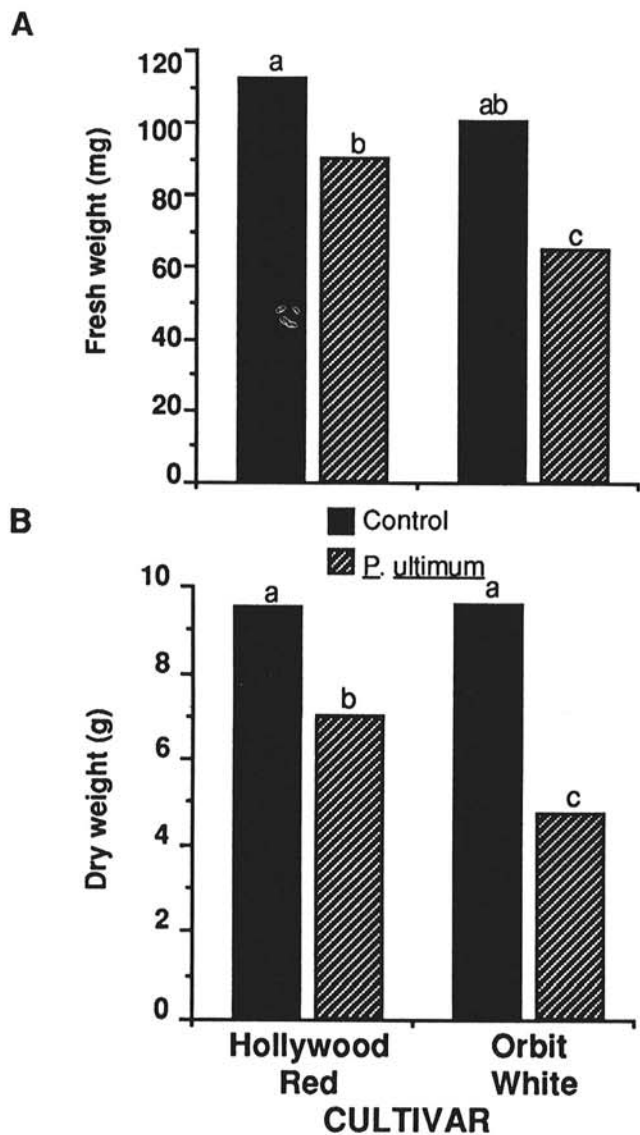 A
120
100
80
60
40
20
0
Fresh weight (mg)
a
b
ab
c
B
Control
P. ultimum
10
8
6
4
2
0
Dry weight (g)
a
b
a
c
Hollywood Red
Orbit White
CULTIVAR